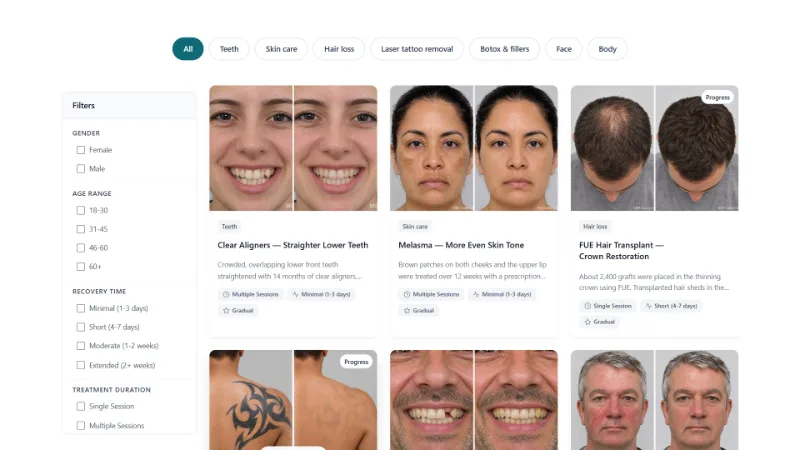 All
Teeth
Skin care
Hair loss
Laser tattoo removal
Botox & fillers
Face
Body
Filters
GENDER
Female
Male
AGE RANGE
18-30
31-45
46-60
60+
RECOVERY TIME
Minimal (1-3 days)
Short (4-7 days)
Moderate (1-2 weeks)
Extended (2+ weeks)
TREATMENT DURATION
Single Session
Multiple Sessions
Teeth
Clear Aligners — Straighter Lower Teeth
Crowded, overlapping lower front teeth
straightened with 14 months of clear aligners,...
Multiple Sessions
Minimal (1-3 days)
Gradual
Skin care
Melasma — More Even Skin Tone
Brown patches on both cheeks and the upper lip
were treated over 12 weeks with a prescription...
Multiple Sessions
Minimal (1-3 days)
Gradual
Progress
Hair loss
FUE Hair Transplant —
Crown Restoration
About 2,400 grafts were placed in the thinning
crown using FUE. Transplanted hair sheds in the...
Single Session
Short (4-7 days)
Gradual
Progress